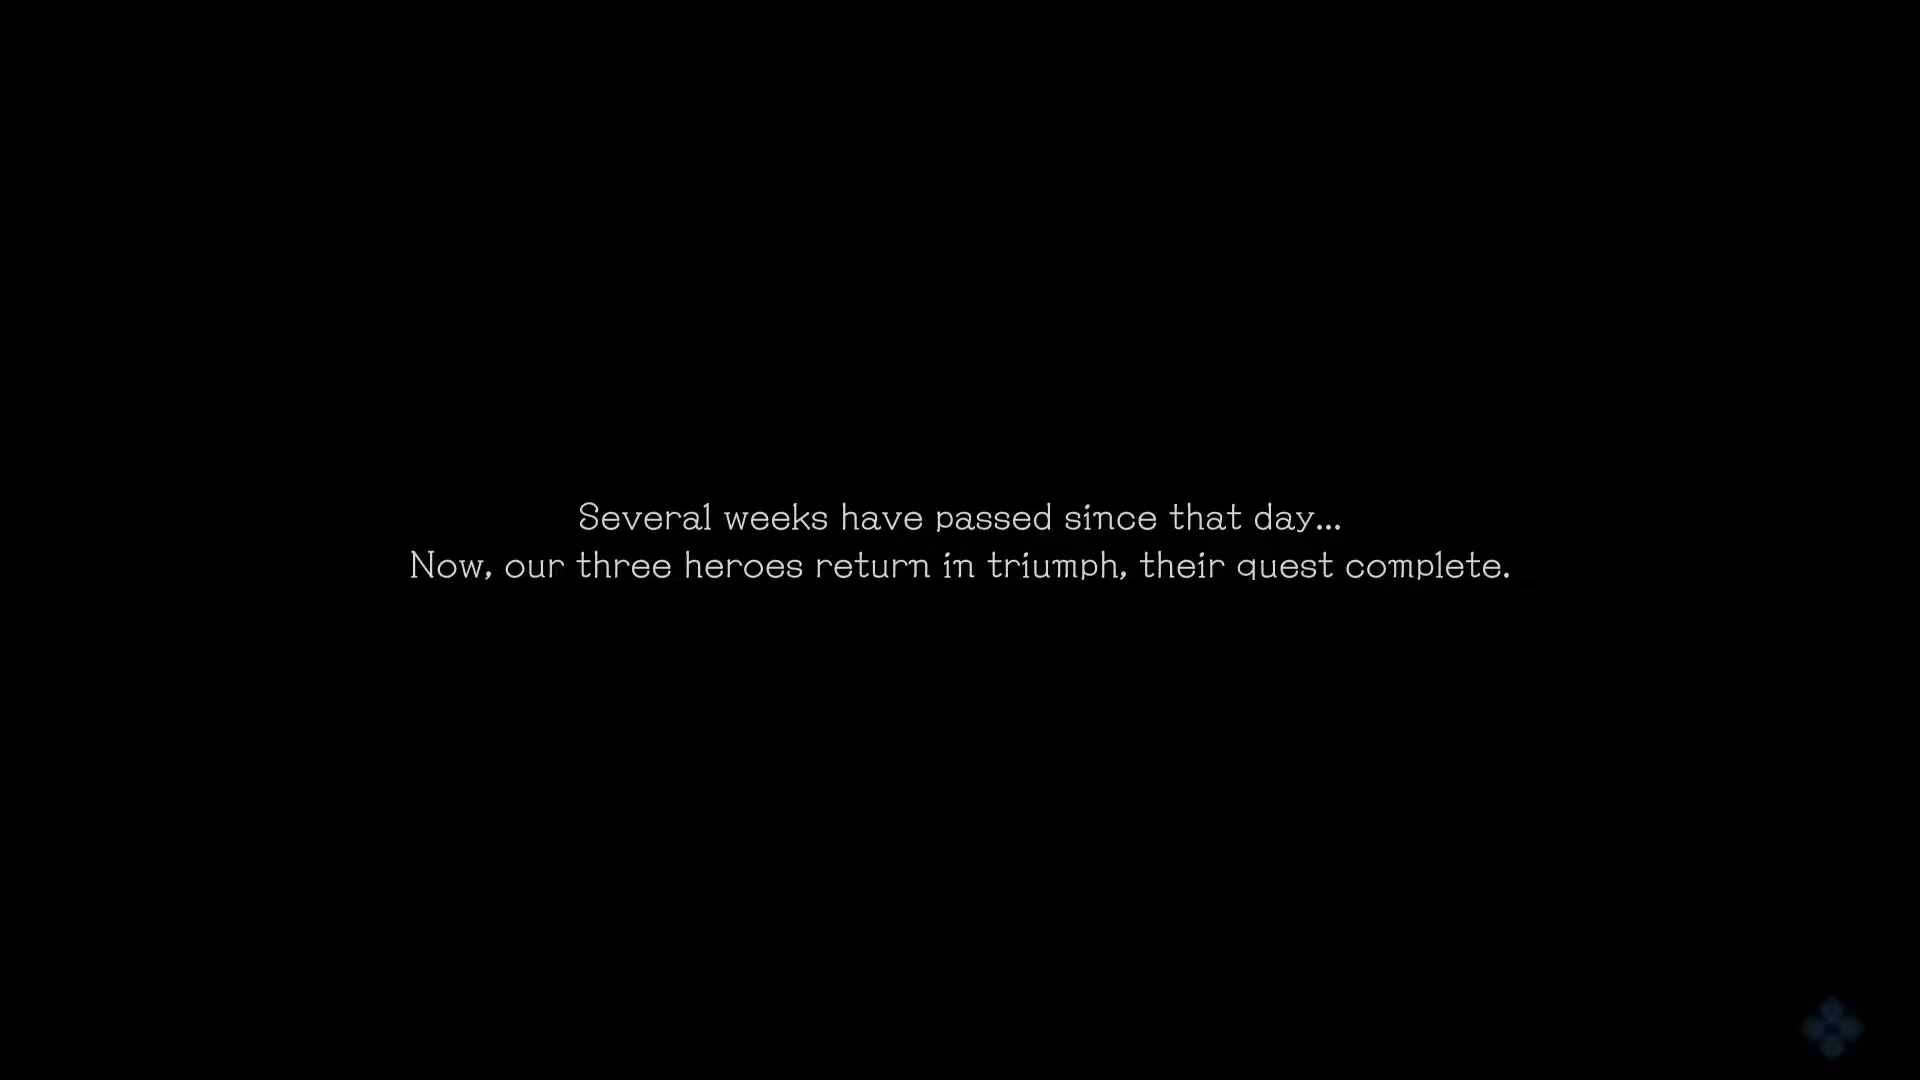 Several weeks have passed since that day...
Now, our three heroes return in triumph, their quest complete.